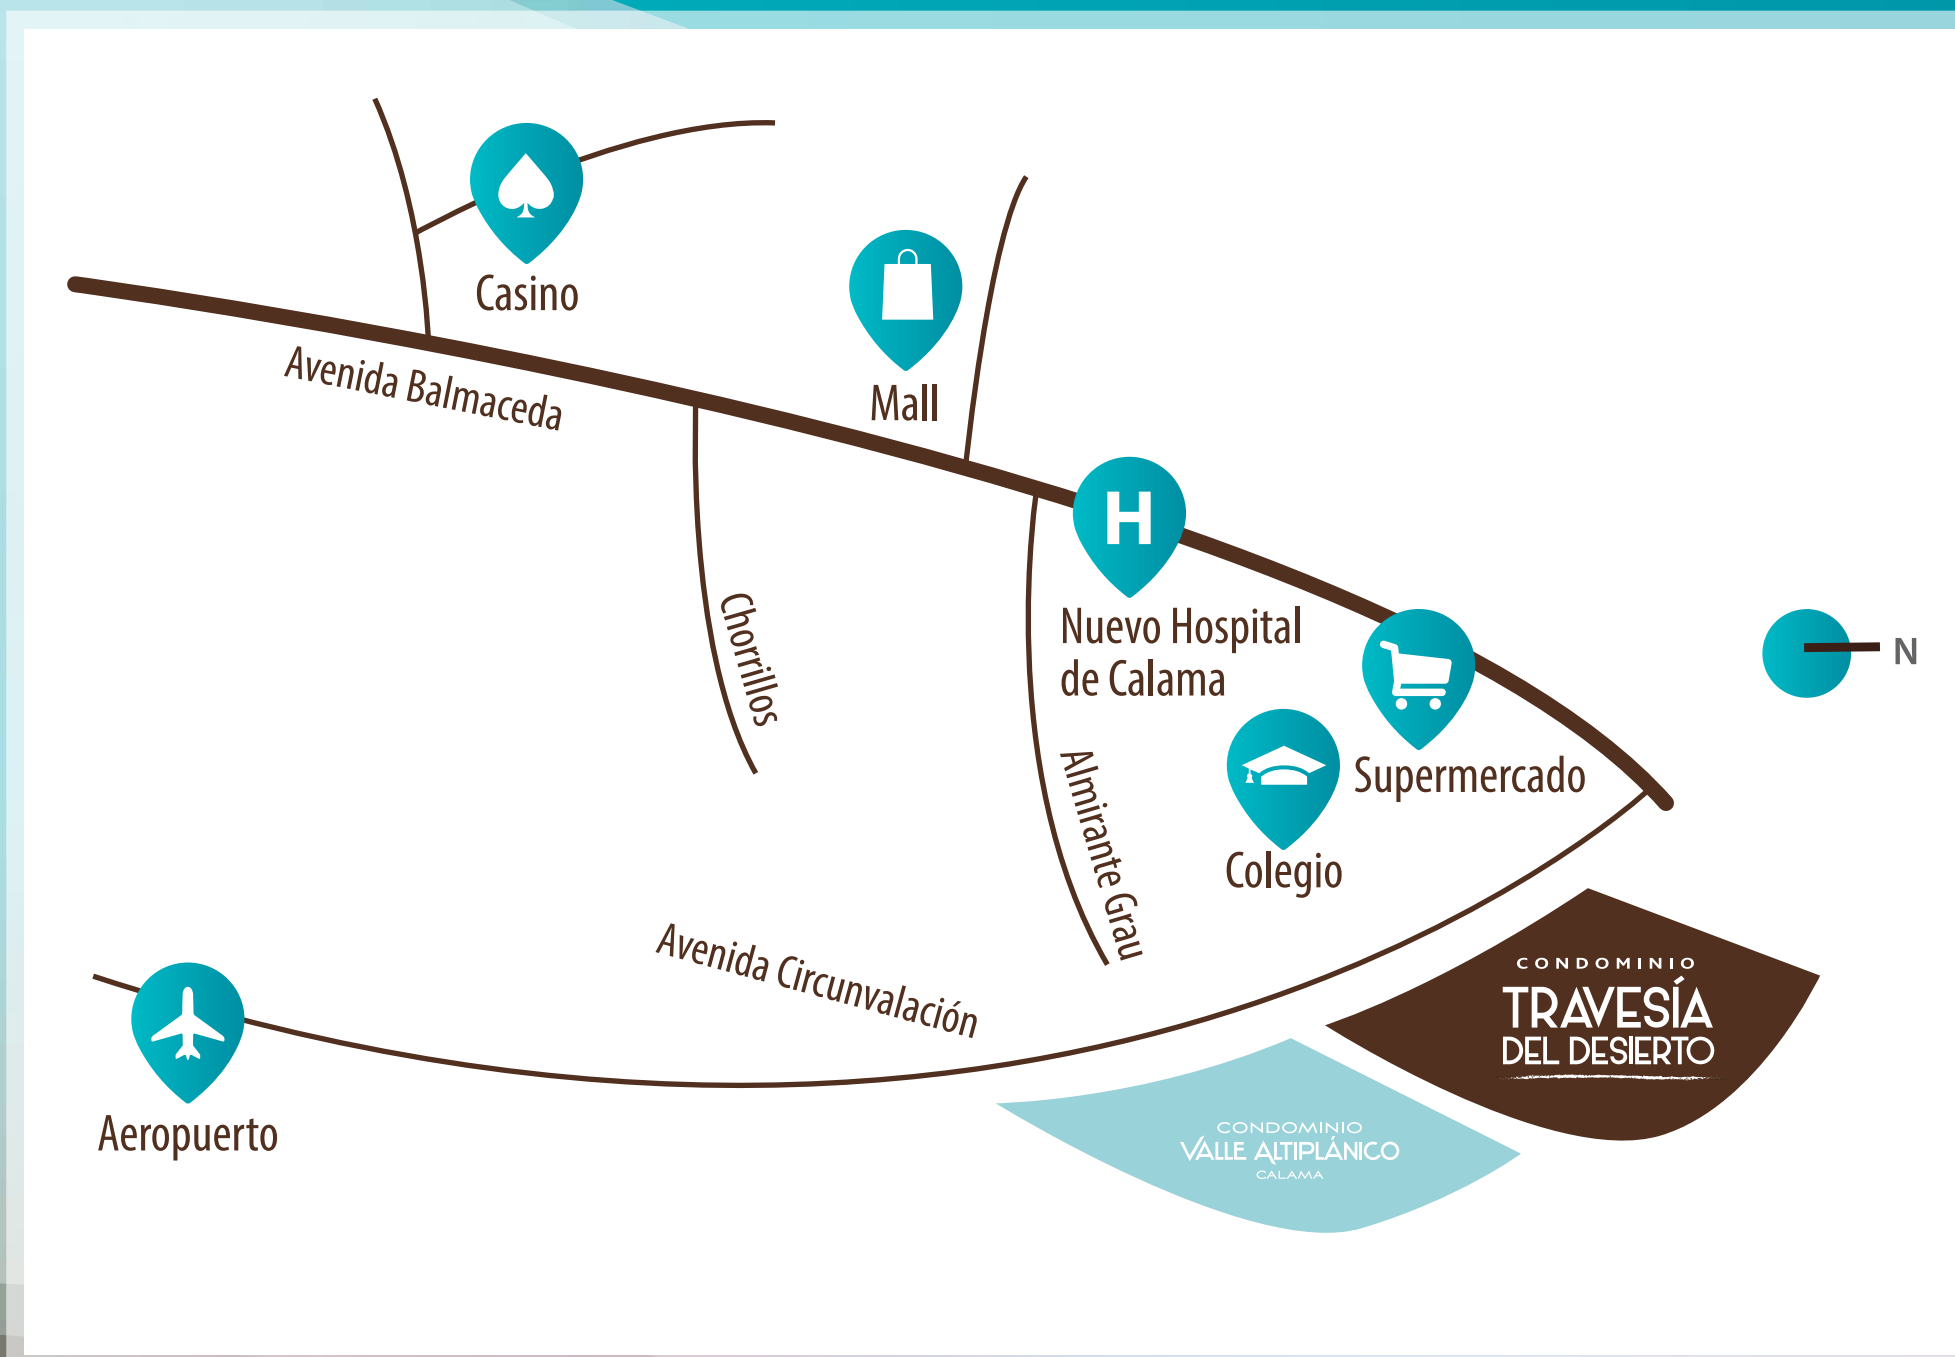 Casino
Avenida Balmaceda
Mall
H
Chorrillos
Nuevo Hospital
de Calama
N
Almirante Grau
Supermercado
Colegio
Avenida Circunvalación
Aeropuerto
CONDOMINIO
TRAVESÍA
DEL DESIERTO
CONDOMINIO
VALLE ALTIPLÁNICO
CALAMA